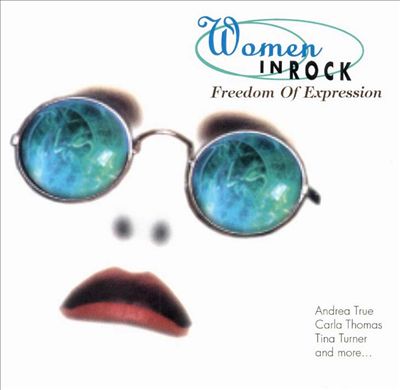 Women
IN ROCK
Freedom Of Expression
Andrea True
Carla Thomas
Tina Turner
and more...